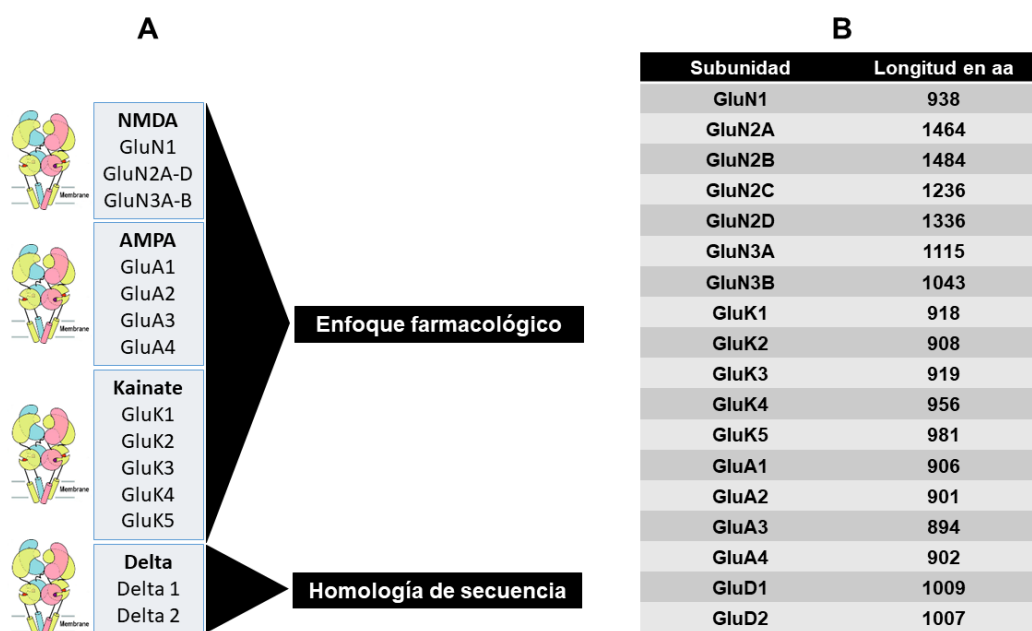 A
NMDA
GluN1
GluN2A-D
GluN3A-B
Membrane
AMPA
GluA1
GluA2
GluA3
GluA4
Membrane
Kainate
GluK1
GluK2
GluK3
GluK4
GluK5
Membrane
Delta
Delta 1
Delta 2
Membrane
Enfoque farmacológico
Homología de secuencia
B
Subunidad Longitud en aa
GluN1 938
GluN2A 1464
GluN2B 1484
GluN2C 1236
GluN2D 1336
GluN3A 1115
GluN3B 1043
GluK1 918
GluK2 908
GluK3 919
GluK4 956
GluK5 981
GluA1 906
GluA2 901
GluA3 894
GluA4 902
GluD1 1009
GluD2 1007